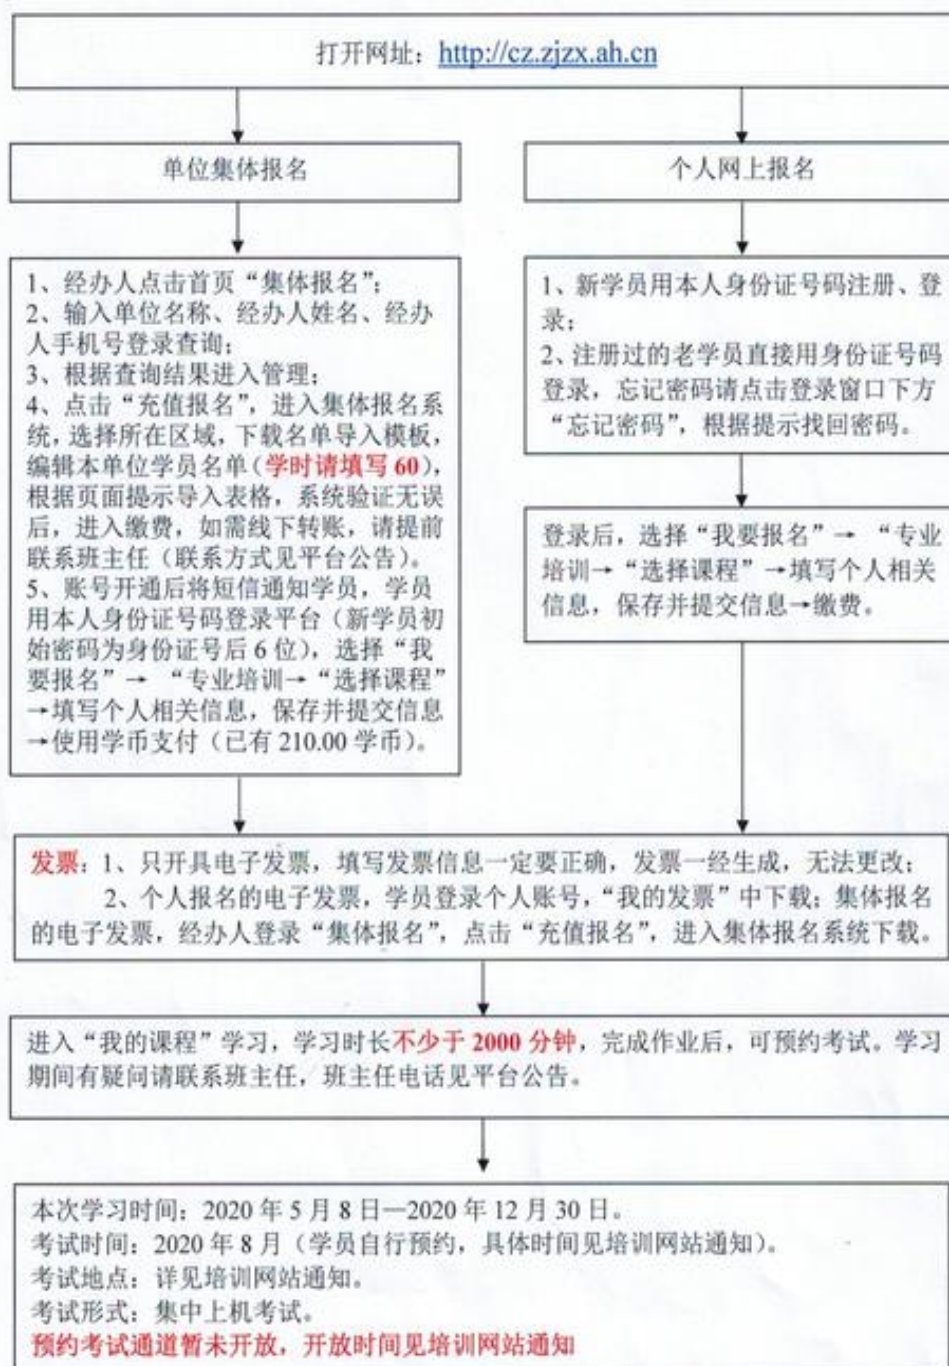 打开网址：http://cz.zjzx.ah.cn
单位集体报名
个人网上报名
1、经办人点击首页“集体报名”；
2、输入单位名称、经办人姓名、经办
人手机号登录查询；
3、根据查询结果进入管理；
4、点击“充值报名”，进入集体报名系
统，选择所在区域，下载名单导入模板，
编辑本单位学员名单（学时请填写 60），
根据页面提示导入表格，系统验证无误
后，进入缴费，如需线下转账，请提前
联系班主任（联系方式见平台公告）。
5、账号开通后将短信通知学员，学员
用本人身份证号码登录平台（新学员初
始密码为身份证号后 6 位），选择“我
要报名”→ “专业培训→“选择课程”
→填写个人相关信息，保存并提交信息
→使用学币支付（已有 210.00 学币）。
1、新学员用本人身份证号码注册、登
录；
2、注册过的老学员直接用身份证号码
登录，忘记密码请点击登录窗口下方
“忘记密码”，根据提示找回密码。
登录后，选择“我要报名”→ “专业
培训→“选择课程”→填写个人相关
信息，保存并提交信息→缴费。
发票：1、只开具电子发票，填写发票信息一定要正确，发票一经生成，无法更改；
2、个人报名的电子发票，学员登录个人账号，“我的发票”中下载；集体报名
的电子发票，经办人登录“集体报名”，点击“充值报名”，进入集体报名系统下载。
进入“我的课程”学习，学习时长不少于 2000 分钟，完成作业后，可预约考试。学习
期间有疑问请联系班主任，班主任电话见平台公告。
本次学习时间：2020 年 5 月 8 日—2020 年 12 月 30 日。
考试时间：2020 年 8 月（学员自行预约，具体时间见培训网站通知）。
考试地点：详见培训网站通知。
考试形式：集中上机考试。
预约考试通道暂未开放，开放时间见培训网站通知